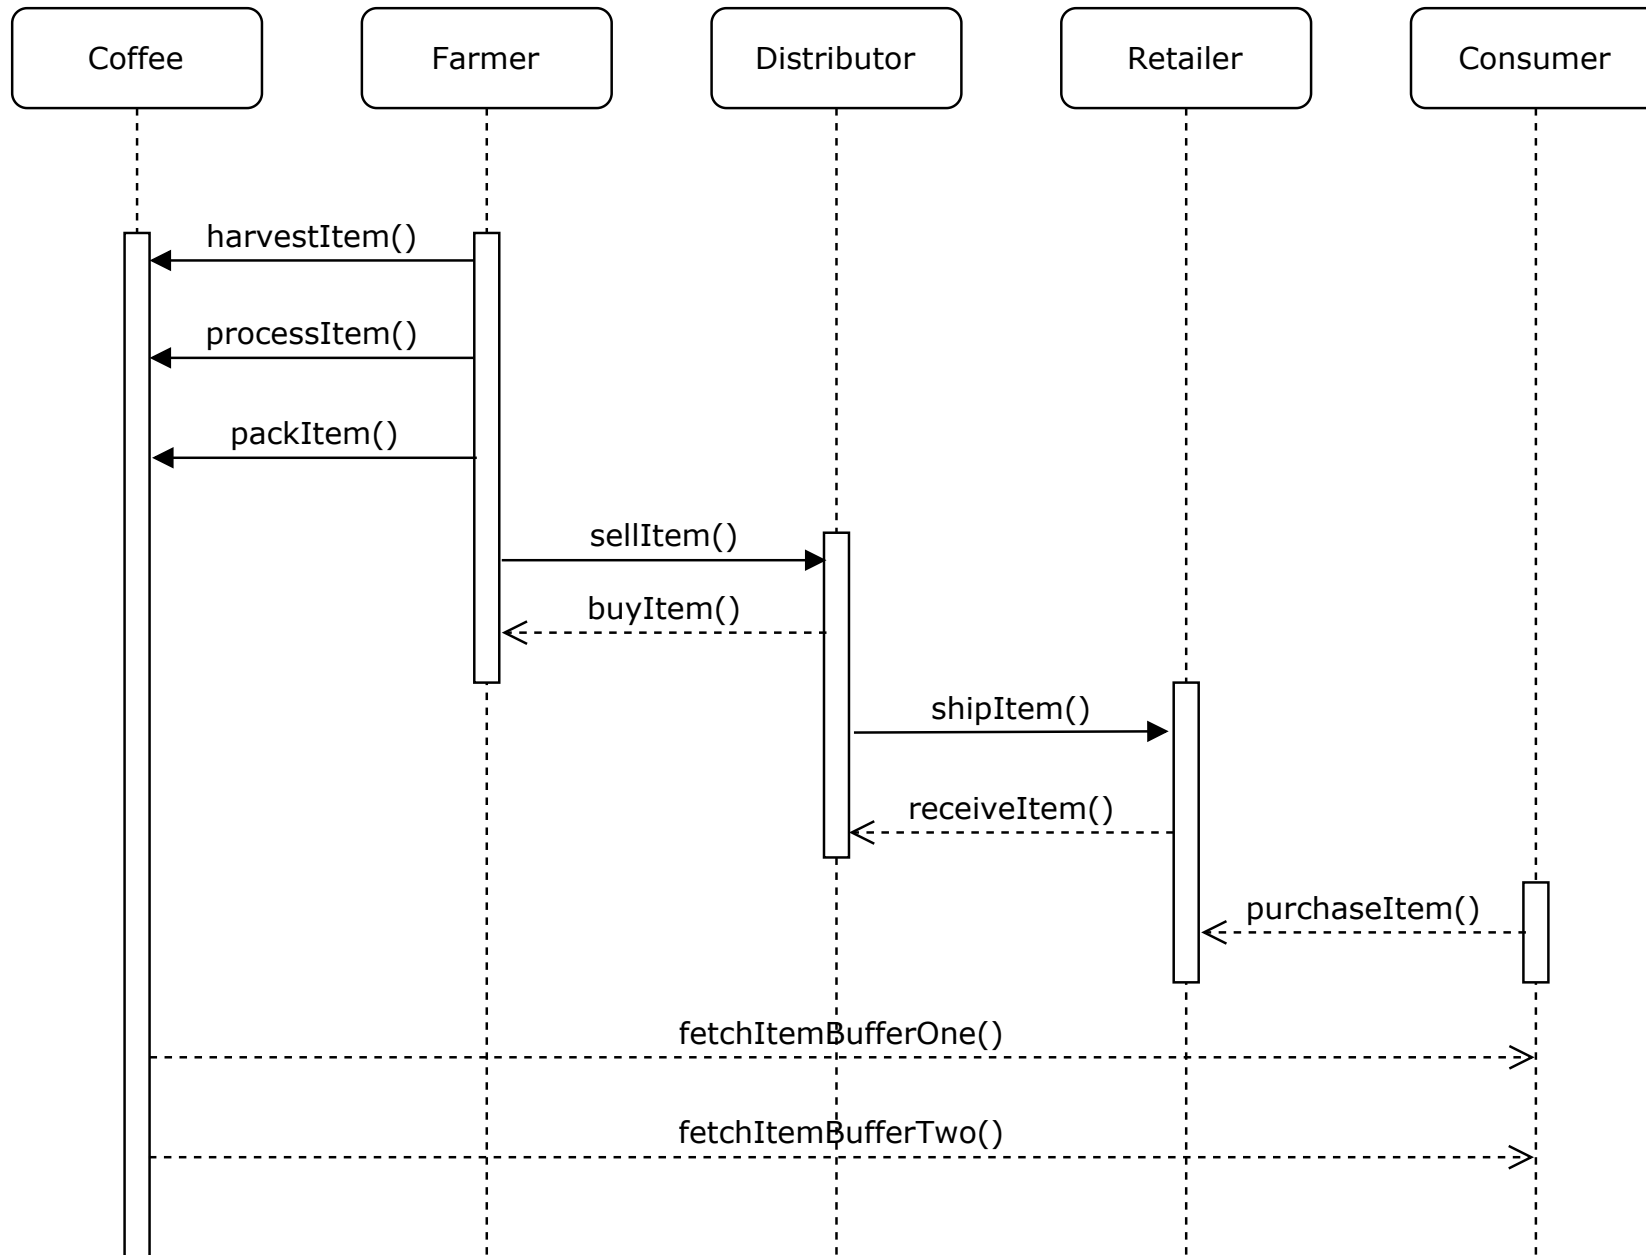 Coffee
Farmer
Distributor
Retailer
Consumer
harvestItem()
processItem()
packItem()
sellItem()
buyItem()
shipItem()
receiveItem()
purchaseItem()
fetchItemBufferOne()
fetchItemBufferTwo()